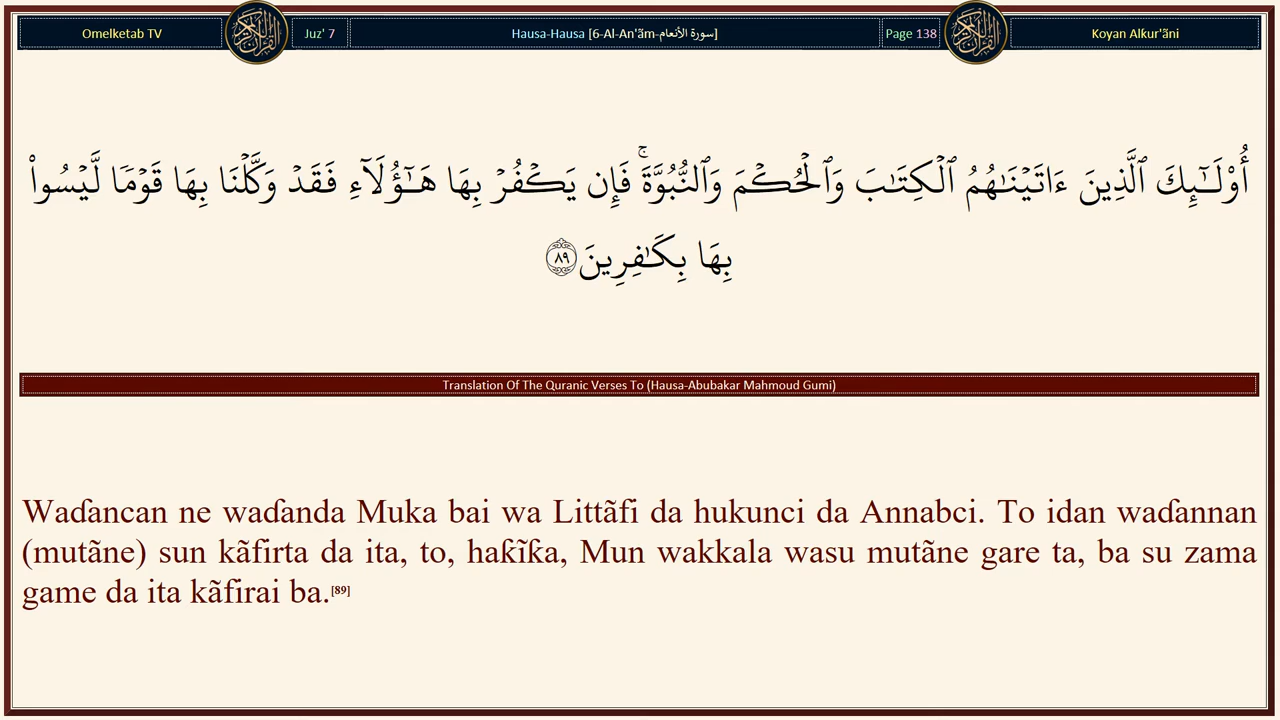 Omelketab TV
Juz' 7
Hausa-Hausa [6-Al-An'ãm-سورة الأنعام]
Page 138
Koyan Alƙur'ãni
أُوْلَـٰٓئِكَ ٱلَّذِينَ ءَاتَيۡنَـٰهُمُ ٱلۡكِتَـٰبَ وَٱلۡحُكۡمَ وَٱلنُّبُوَّةَۚ فَإِن يَكۡفُرۡ بِهَا هَـٰٓؤُلَآءِ فَقَدۡ وَكَّلۡنَا بِهَا قَوۡمٗا لَّيۡسُواْ
بِهَا بِكَـٰفِرِينَ ٨٩
Translation Of The Quranic Verses To (Hausa-Abubakar Mahmoud Gumi)
Waɗancan ne waɗanda Muka bai wa Littãfi da hukunci da Annabci. To idan waɗannan
(mutãne) sun kãfirta da ita, to, haƙĩƙa, Mun wakkala wasu mutãne gare ta, ba su zama
game da ita kãfirai ba.[89]